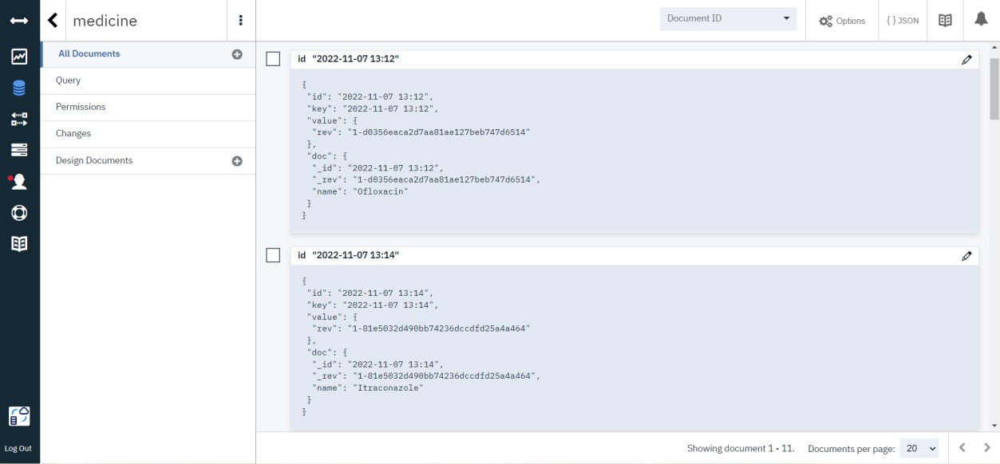 medicine
Document ID
Options
{ } JSON
All Documents
Query
Permissions
Changes
Design Documents
Log Out
id "2022-11-07 13:12"
{
"id": "2022-11-07 13:12",
"key": "2022-11-07 13:12",
"value": {
"rev": "1-d0356eaca2d7aa81ae127beb747d6514"
},
"doc": {
"_id": "2022-11-07 13:12",
"_rev": "1-d0356eaca2d7aa81ae127beb747d6514",
"name": "Ofloxacin"
}
}
id "2022-11-07 13:14"
{
"id": "2022-11-07 13:14",
"key": "2022-11-07 13:14",
"value": {
"rev": "1-81e5032d490bb74236dccdfd25a4a464"
},
"doc": {
"_id": "2022-11-07 13:14",
"_rev": "1-81e5032d490bb74236dccdfd25a4a464",
"name": "Itraconazole"
}
}
Showing document 1 - 11.
Documents per page: 20